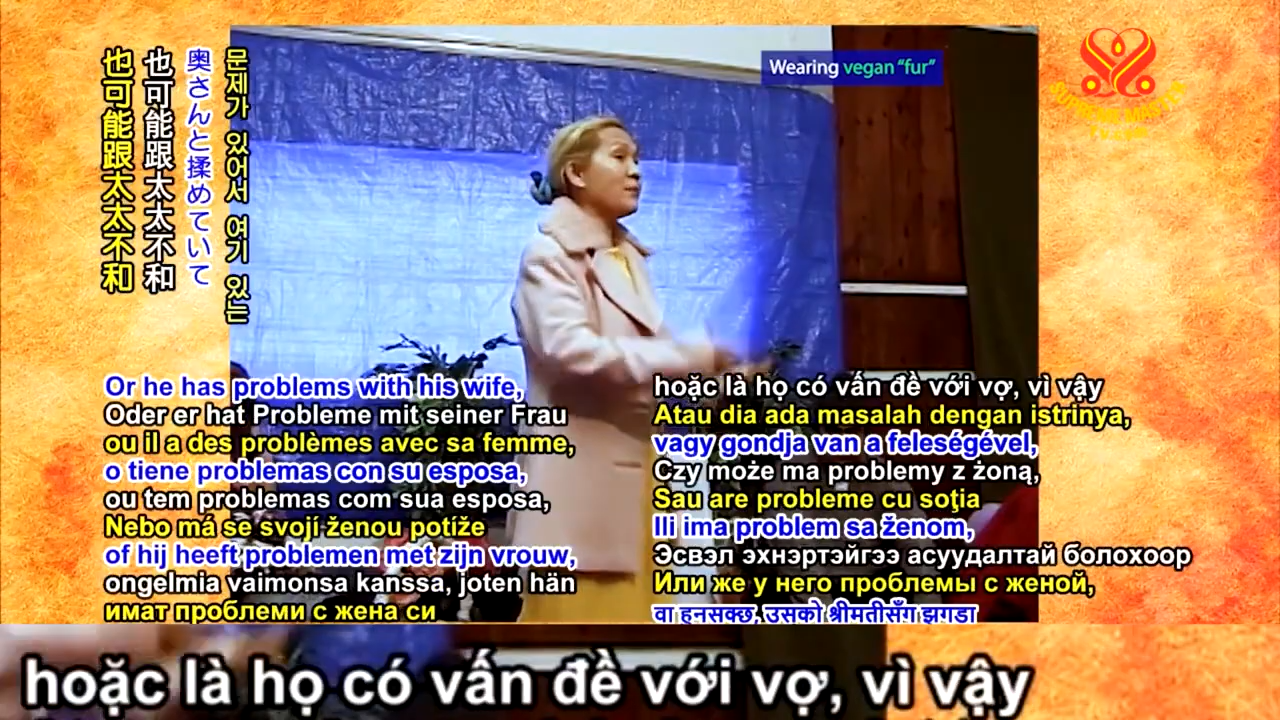 Wearing vegan “fur”
SUPREME MASTER
문제가 있어서 여기 있는
奥さんと揉めていて
也可能跟太太不和
也可能跟太太不和
Or he has problems with his wife,
Oder er hat Probleme mit seiner Frau
ou il a des problèmes avec sa femme,
o tiene problemas con su esposa,
ou tem problemas com sua esposa,
Nebo má se svojí ženou potíže
of hij heeft problemen met zijn vrouw,
ongelmia vaimonsa kanssa, joten hän
имат проблеми с жена си
hoặc là họ có vấn đề với vợ, vì vậy
Atau dia ada masalah dengan istrinya,
vagy gondja van a feleségével,
Czy może ma problemy z żoną,
Sau are probleme cu soţia
Ili ima problem sa ženom,
Эсвэл эхнэртэйгээ асуудалтай болохоор
Или же у него проблемы с женой,
वा हुनसक्छ, उसको श्रीमतीसँग झगडा
hoặc là họ có vấn đề với vợ, vì vậy